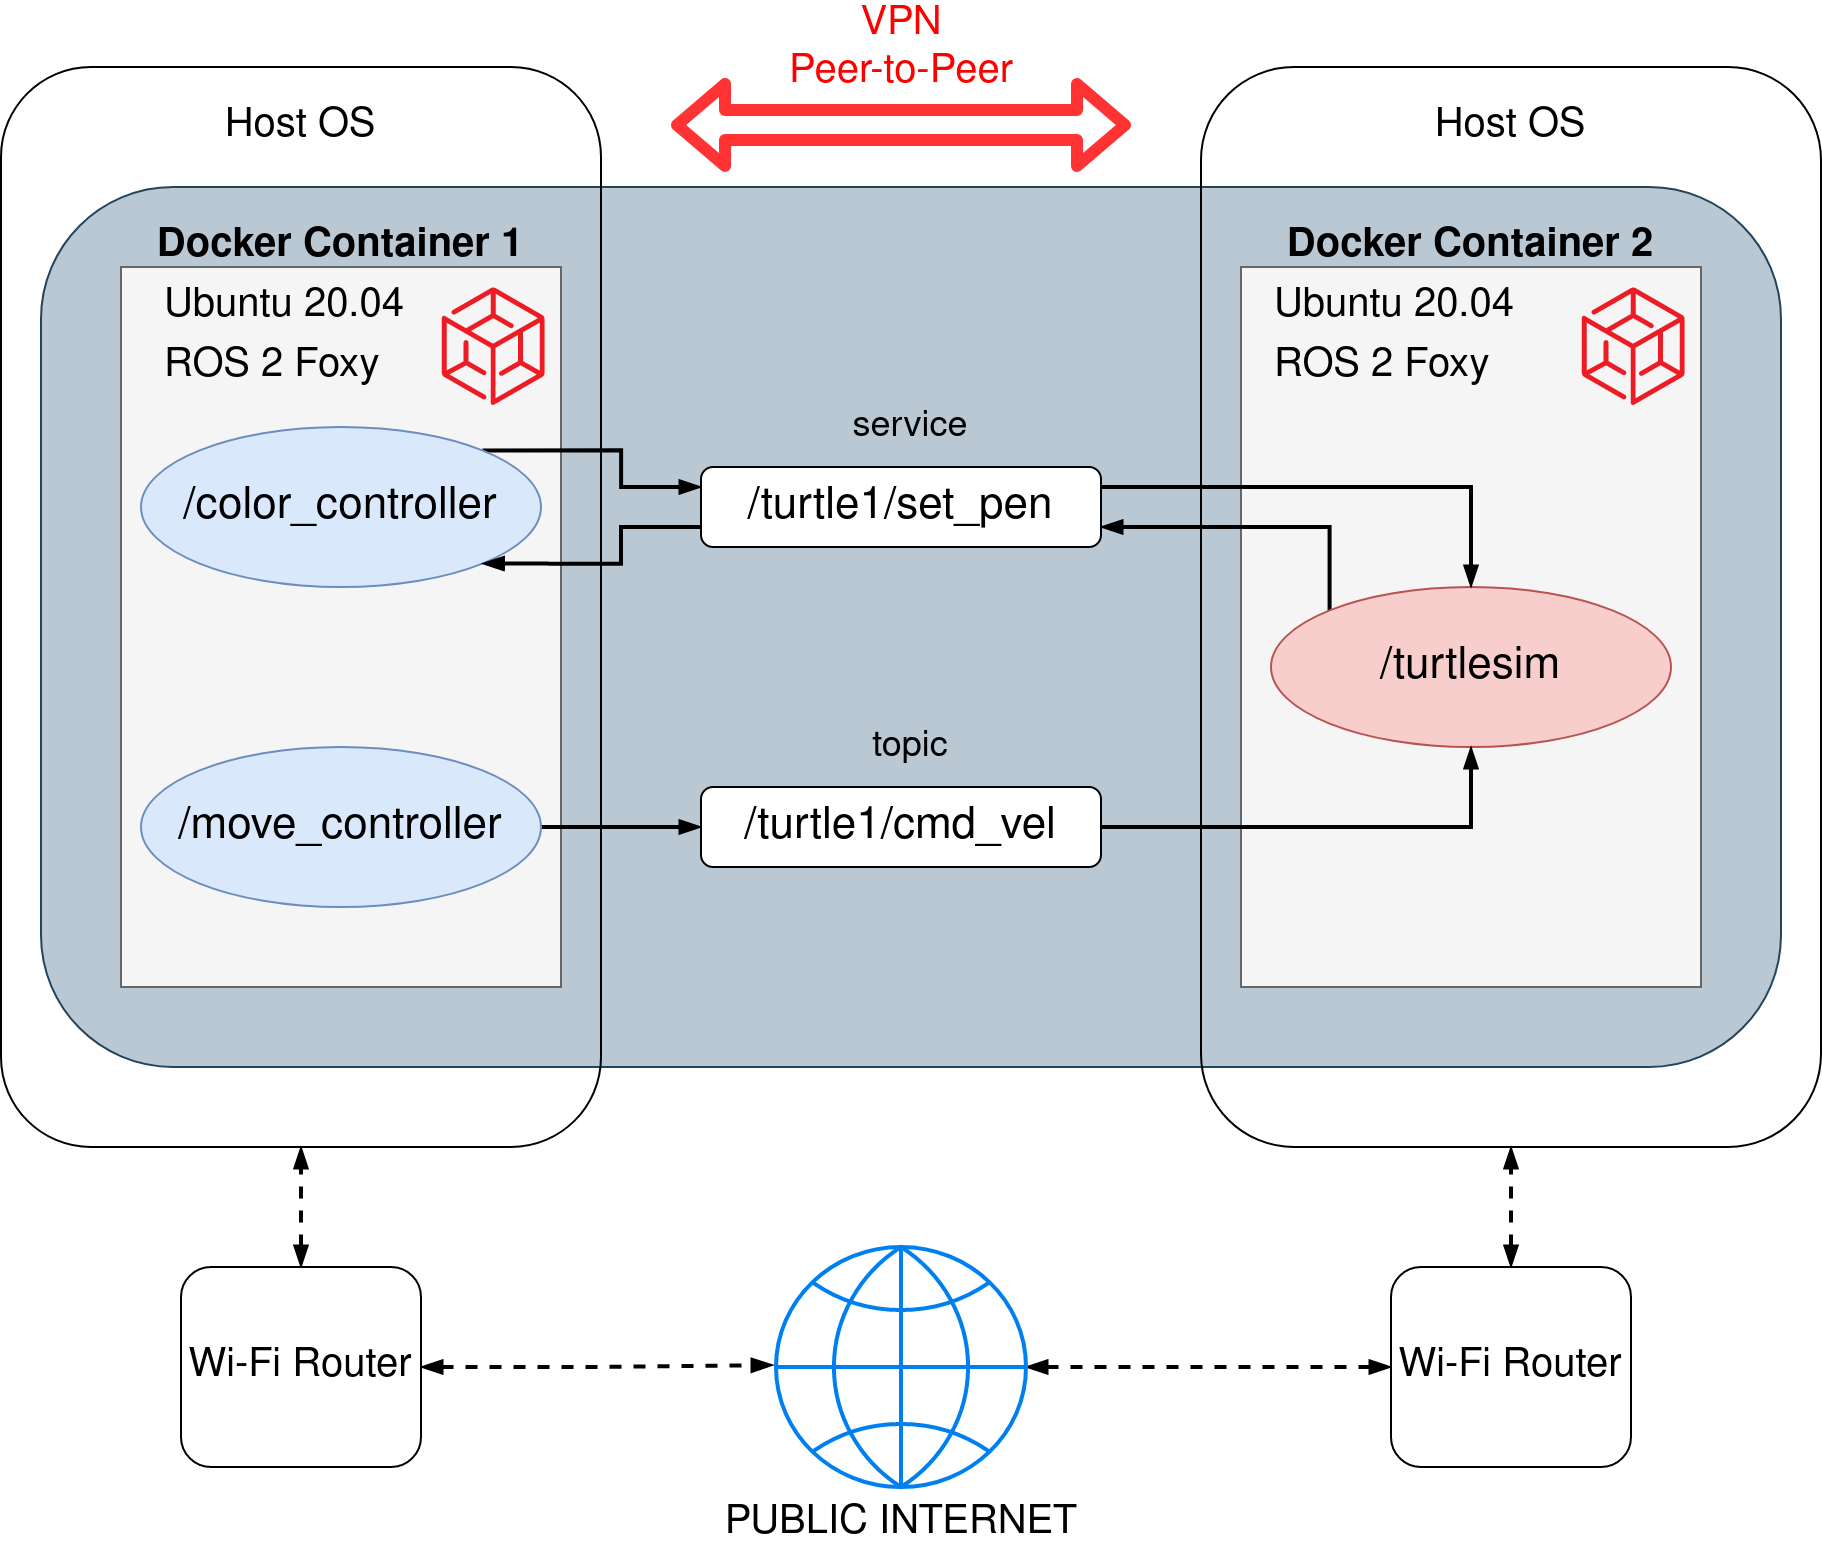 VPN
Peer-to-Peer
Host OS
Host OS
Docker Container 1
Docker Container 2
Ubuntu 20.04
ROS 2 Foxy
Ubuntu 20.04
ROS 2 Foxy
service
/color_controller
/turtle1/set_pen
/turtlesim
topic
/move_controller
/turtle1/cmd_vel
Wi-Fi Router
Wi-Fi Router
PUBLIC INTERNET